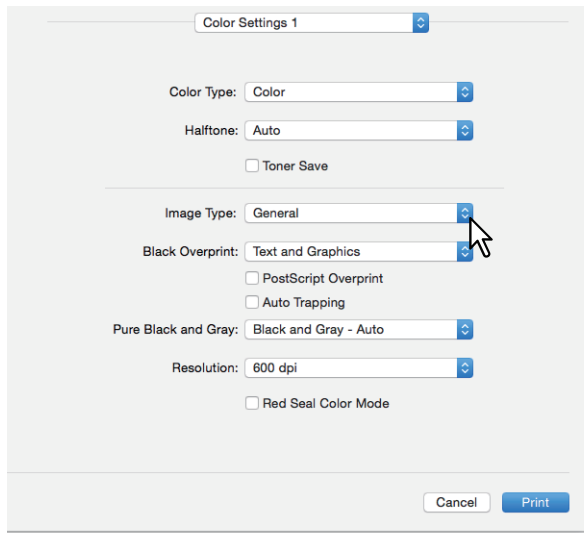 Color Settings 1
Color Type: Color
Halftone: Auto
Toner Save
Image Type: General
Black Overprint: Text and Graphics
PostScript Overprint
Auto Trapping
Pure Black and Gray: Black and Gray - Auto
Resolution: 600 dpi
Red Seal Color Mode
Cancel Print